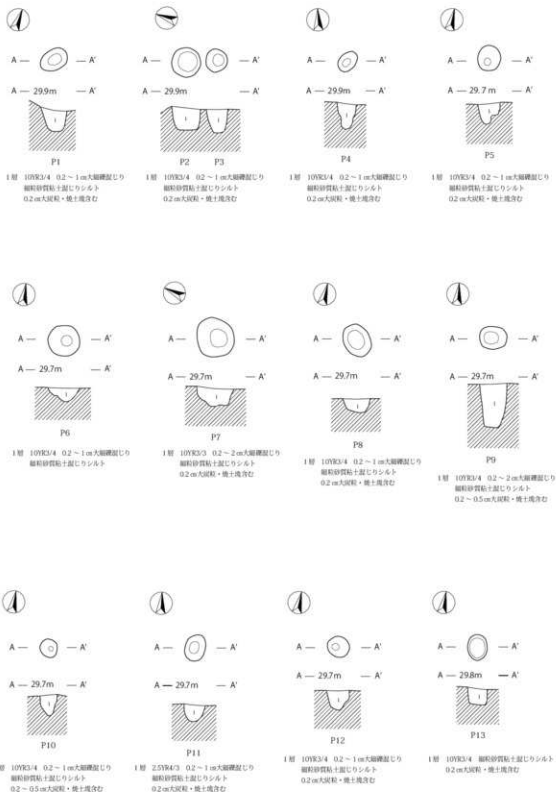 A — — A' A — — A' A — — A' A — — A'
A — 29.9m — A' A — 29.9m — A' A — 29.9m — A' A — 29.7m — A'
1 1 1 1
P1 P2 P3 P4 P5
1層 10YR3/4 0.2～1㎝大細礫混じり
細粒砂質粘土混じりシルト
0.2㎝大炭粒・焼土塊含む
1層 10YR3/4 0.2～1㎝大細礫混じり
細粒砂質粘土混じりシルト
0.2㎝大炭粒・焼土塊含む
1層 10YR3/4 0.2～1㎝大細礫混じり
細粒砂質粘土混じりシルト
0.2㎝大炭粒・焼土塊含む
1層 10YR3/4 0.2～1㎝大細礫混じり
細粒砂質粘土混じりシルト
0.2㎝大炭粒・焼土塊含む
A — — A' A — — A' A — — A' A — — A'
A — 29.7m — A' A — 29.7m — A' A — 29.7m — A' A — 29.7m — A'
1 1 1 1
P6 P7 P8 P9
1層 10YR3/4 0.2～1㎝大細礫混じり
細粒砂質粘土混じりシルト
1層 10YR3/3 0.2～2㎝大細礫混じり
細粒砂質粘土混じりシルト
0.2㎝大炭粒・焼土塊含む
1層 10YR3/4 0.2～1㎝大細礫混じり
細粒砂質粘土混じりシルト
0.2㎝大炭粒・焼土塊含む
1層 10YR3/4 0.2～2㎝大細礫混じり
細粒砂質粘土混じりシルト
0.2～0.5㎝大炭粒・焼土塊含む
A — — A' A — — A' A — — A' A — — A'
A — 29.7m — A' A — 29.7m — A' A — 29.7m — A' A — 29.8m — A'
1 1 1 1
P10 P11 P12 P13
層 10YR3/4 0.2～1㎝大細礫混じり
細粒砂質粘土混じりシルト
0.2～0.5㎝大炭粒・焼土塊含む
1層 2.5YR4/3 0.2～1㎝大細礫混じり
細粒砂質粘土混じりシルト
0.2㎝大炭粒・焼土塊含む
1層 10YR3/4 0.2～1㎝大細礫混じり
細粒砂質粘土混じりシルト
0.2㎝大炭粒・焼土塊含む
1層 10YR3/4 細粒砂質粘土混じりシルト
0.2㎝大炭粒・焼土塊含む